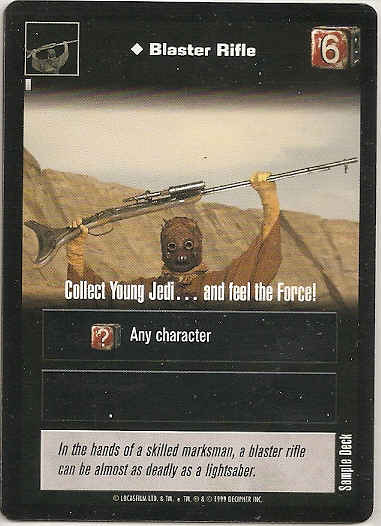 ◆ Blaster Rifle
6
Collect Young Jedi . . . and feel the Force!
? Any character
In the hands of a skilled marksman, a blaster rifle
can be almost as deadly as a lightsaber.
Sample Deck
© LUCASFILM LTD. & TM. ● TM, ® & © 1999 DECIPHER INC.